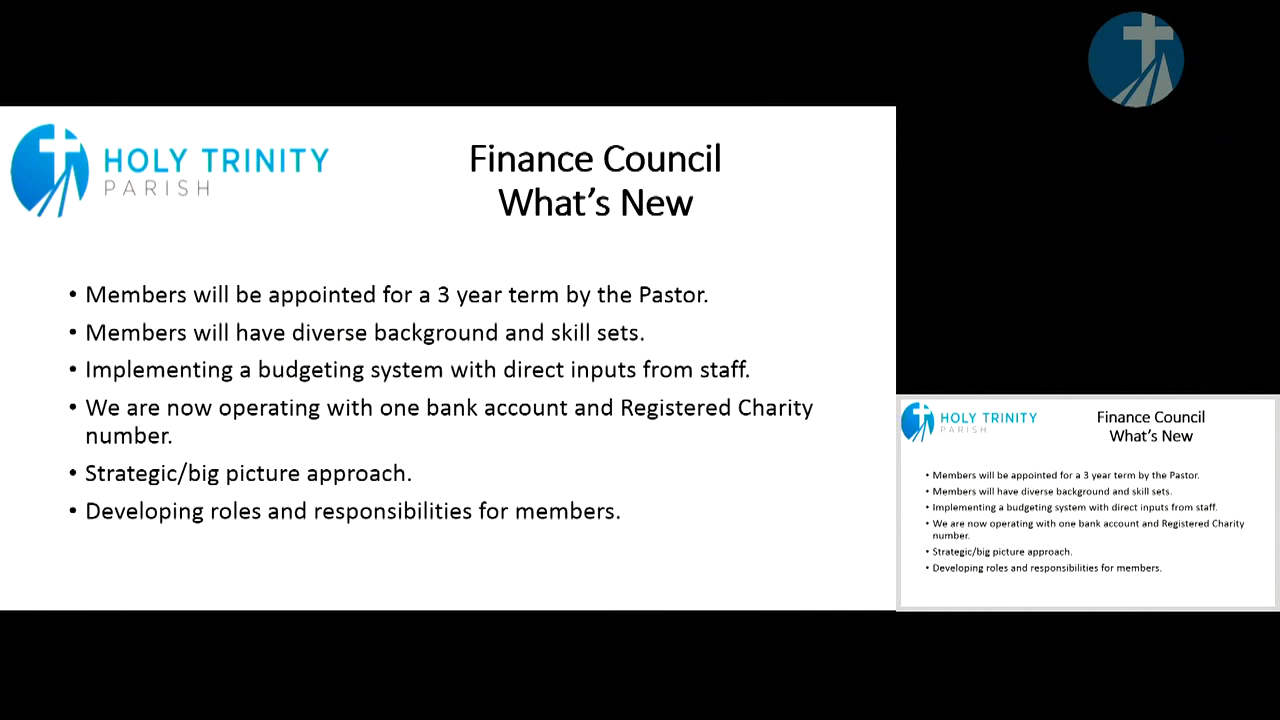 HOLY TRINITY
PARISH
Finance Council
What's New
• Members will be appointed for a 3 year term by the Pastor.
• Members will have diverse background and skill sets.
• Implementing a budgeting system with direct inputs from staff.
• We are now operating with one bank account and Registered Charity
number.
• Strategic/big picture approach.
• Developing roles and responsibilities for members.
HOLY TRINITY
PARISH
Finance Council
What's New
• Members will be appointed for a 3 year term by the Pastor.
• Members will have diverse background and skill sets.
• Implementing a budgeting system with direct inputs from staff.
• We are now operating with one bank account and Registered Charity
number.
• Strategic/big picture approach.
• Developing roles and responsibilities for members.